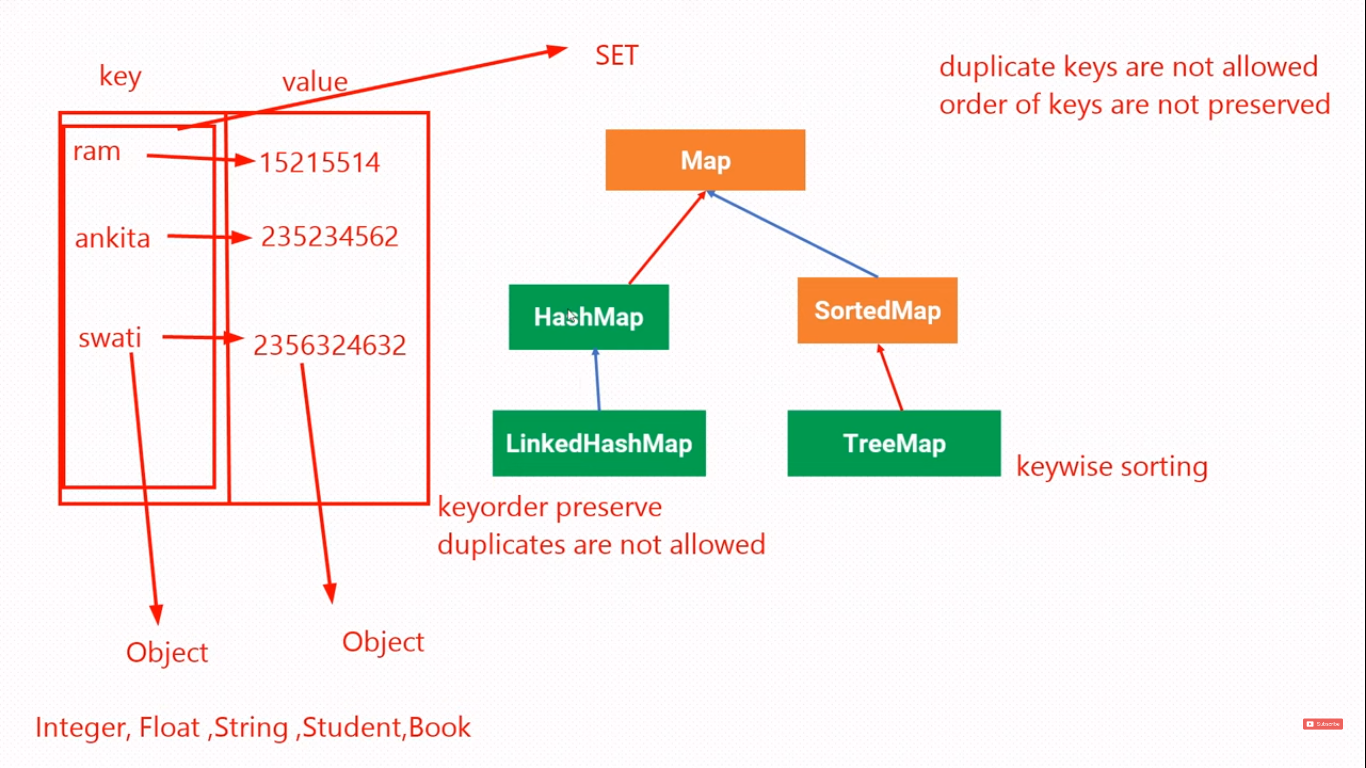 key
value
SET
duplicate keys are not allowed
order of keys are not preserved
ram
15215514
ankita
235234562
swati
2356324632
Map
HashMap
SortedMap
LinkedHashMap
TreeMap
keywise sorting
keyorder preserve
duplicates are not allowed
Object
Object
Integer, Float ,String ,Student,Book
Subscribe